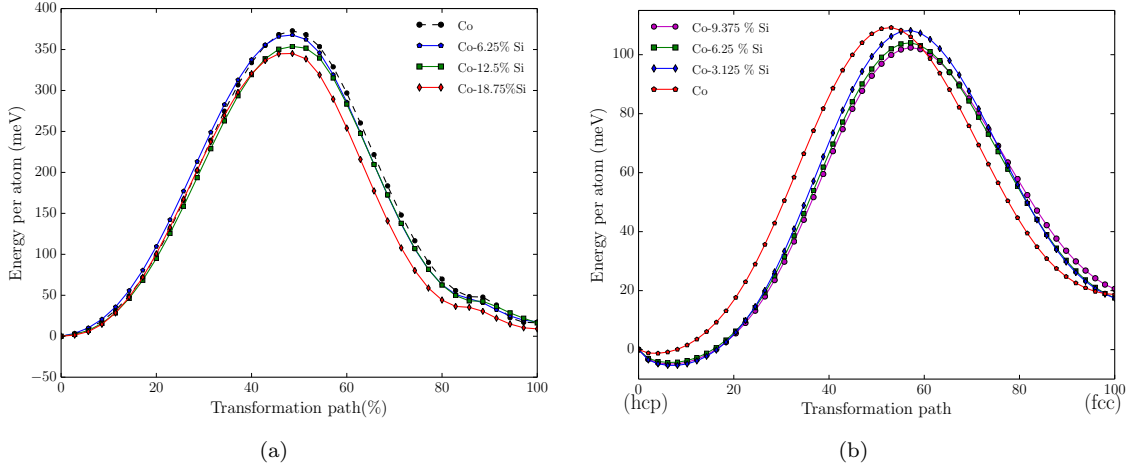 400
350
300
250
200
150
100
50
0
−50
Energy per atom (meV)
Co
Co-6.25% Si
Co-12.5% Si
Co-18.75%Si
0 20 40 60 80 100
Transformation path(%)
(a)
100
80
60
40
20
0
Energy per atom (meV)
Co-9.375 % Si
Co-6.25 % Si
Co-3.125 % Si
Co
0 20 40 60 80 100
(hcp) Transformation path (fcc)
(b)